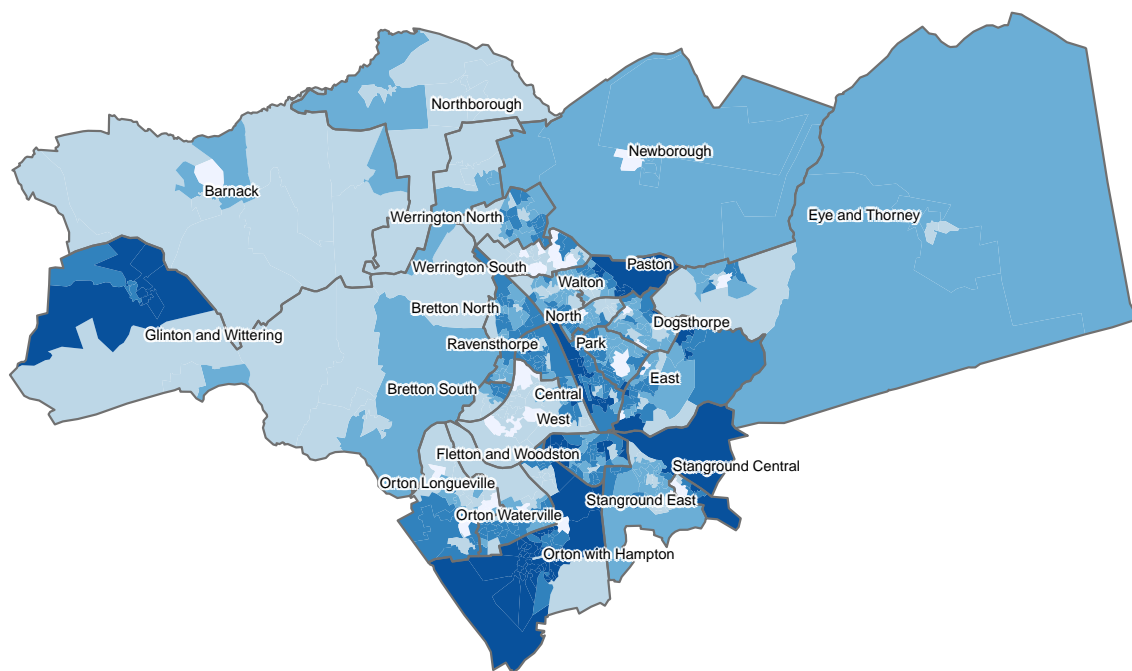 Northborough
Newborough
Barnack
Werrington North
Eye and Thorney
Werrington South
Paston
Walton
Bretton North
North
Dogsthorpe
Glinton and Wittering
Ravensthorpe
Park
East
Bretton South
Central
West
Fletton and Woodston
Stanground Central
Orton Longueville
Stanground East
Orton Waterville
Orton with Hampton